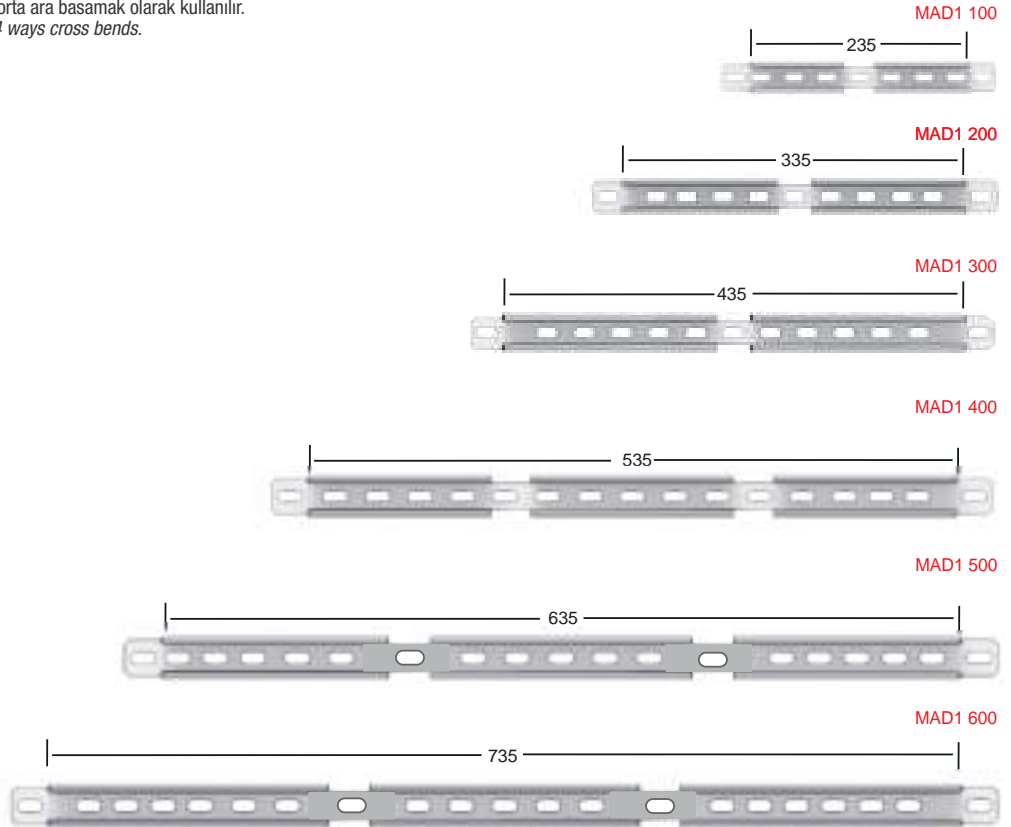 orta ara basamak olarak kullanılır.
ways cross bends.
MAD1 100
235
MAD1 200
335
MAD1 300
435
MAD1 400
535
MAD1 500
635
MAD1 600
735